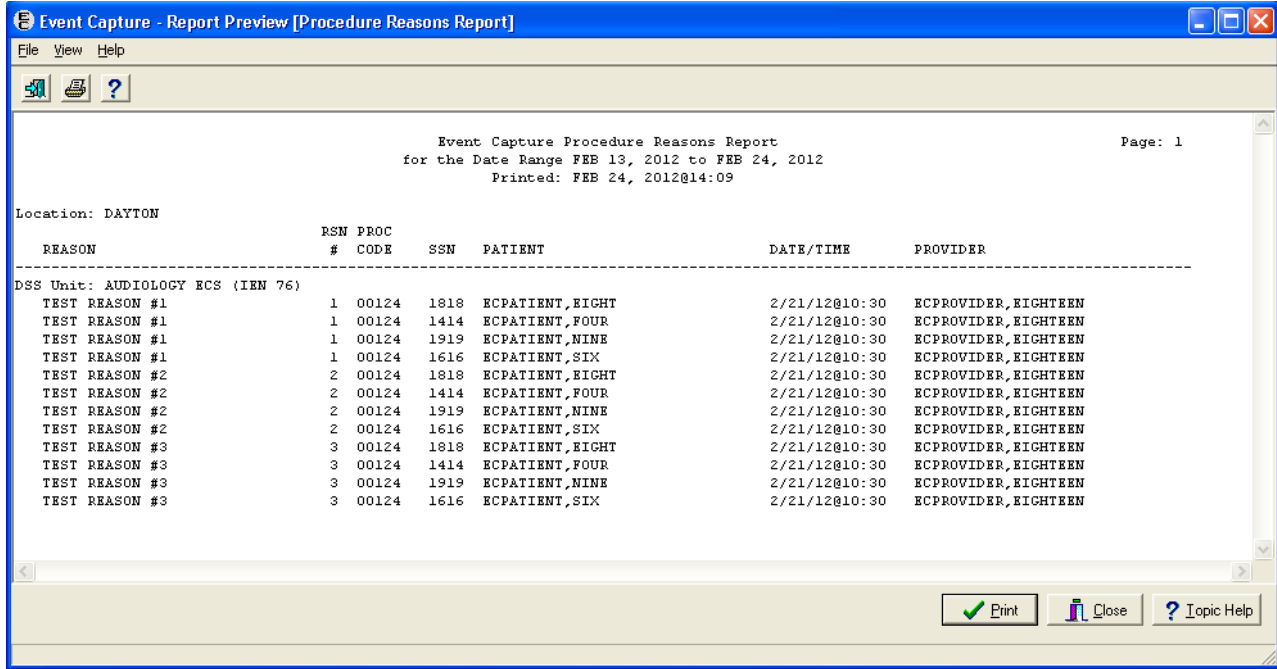 Event Capture - Report Preview [Procedure Reasons Report]
File View Help
Event Capture Procedure Reasons Report Page: 1
for the Date Range FEB 13, 2012 to FEB 24, 2012
Printed: FEB 24, 2012@14:09
Location: DAYTON
RSN PROC
REASON # CODE SSN PATIENT DATE/TIME PROVIDER
DSS Unit: AUDIOLOGY ECS (IEN 76)
TEST REASON #1 1 00124 1818 ECPATIENT,EIGHT 2/21/12@10:30 ECPROVIDER,EIGHTEEN
TEST REASON #1 1 00124 1414 ECPATIENT,FOUR 2/21/12@10:30 ECPROVIDER,EIGHTEEN
TEST REASON #1 1 00124 1919 ECPATIENT,NINE 2/21/12@10:30 ECPROVIDER,EIGHTEEN
TEST REASON #1 1 00124 1616 ECPATIENT,SIX 2/21/12@10:30 ECPROVIDER,EIGHTEEN
TEST REASON #2 2 00124 1818 ECPATIENT,EIGHT 2/21/12@10:30 ECPROVIDER,EIGHTEEN
TEST REASON #2 2 00124 1414 ECPATIENT,FOUR 2/21/12@10:30 ECPROVIDER,EIGHTEEN
TEST REASON #2 2 00124 1919 ECPATIENT,NINE 2/21/12@10:30 ECPROVIDER,EIGHTEEN
TEST REASON #2 2 00124 1616 ECPATIENT,SIX 2/21/12@10:30 ECPROVIDER,EIGHTEEN
TEST REASON #3 3 00124 1818 ECPATIENT,EIGHT 2/21/12@10:30 ECPROVIDER,EIGHTEEN
TEST REASON #3 3 00124 1414 ECPATIENT,FOUR 2/21/12@10:30 ECPROVIDER,EIGHTEEN
TEST REASON #3 3 00124 1919 ECPATIENT,NINE 2/21/12@10:30 ECPROVIDER,EIGHTEEN
TEST REASON #3 3 00124 1616 ECPATIENT,SIX 2/21/12@10:30 ECPROVIDER,EIGHTEEN
Print Close ? Topic Help